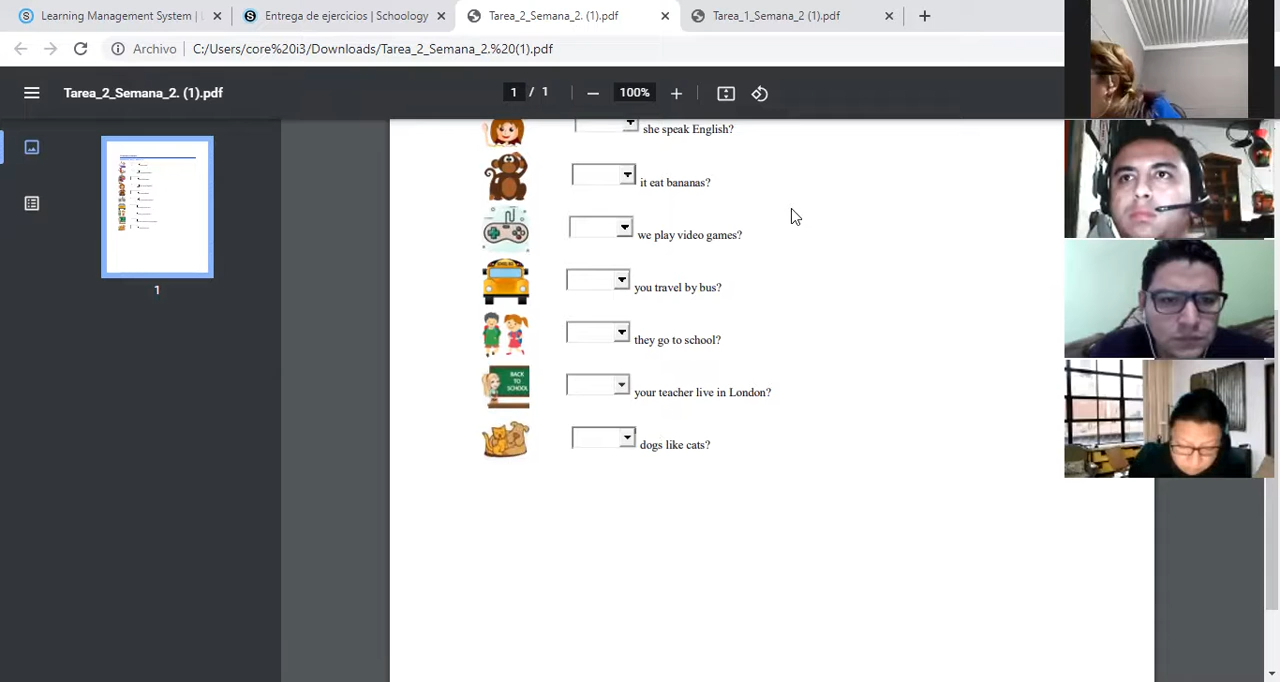 Learning Management System | L
Entrega de ejercicios | Schoology
Tarea_2_Semana_2. (1).pdf
Tarea_1_Semana_2 (1).pdf
Archivo
C:/Users/core%20i3/Downloads/Tarea_2_Semana_2.%20(1).pdf
Tarea_2_Semana_2. (1).pdf
1 / 1
100%
she speak English?
it eat bananas?
we play video games?
SCHOOL BUS
you travel by bus?
they go to school?
BACK
TO
SCHOOL
your teacher live in London?
dogs like cats?
1